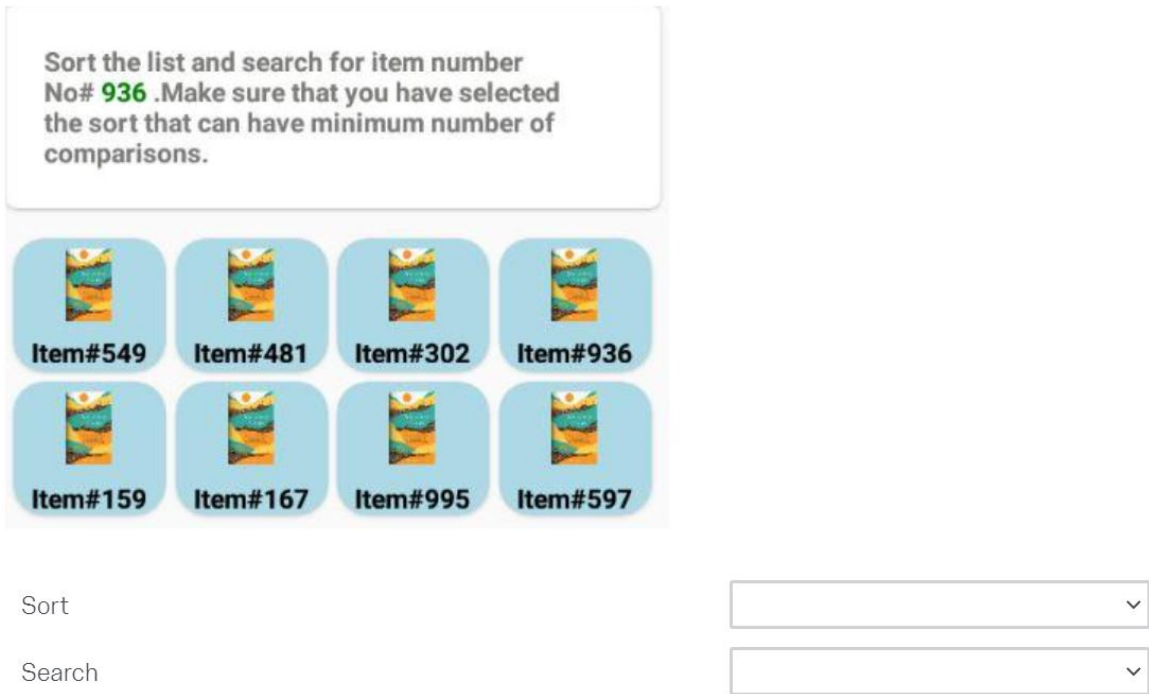 Sort the list and search for item number
No# 936 .Make sure that you have selected
the sort that can have minimum number of
comparisons.
Item#549 Item#481 Item#302 Item#936
Item#159 Item#167 Item#995 Item#597
Sort
Search